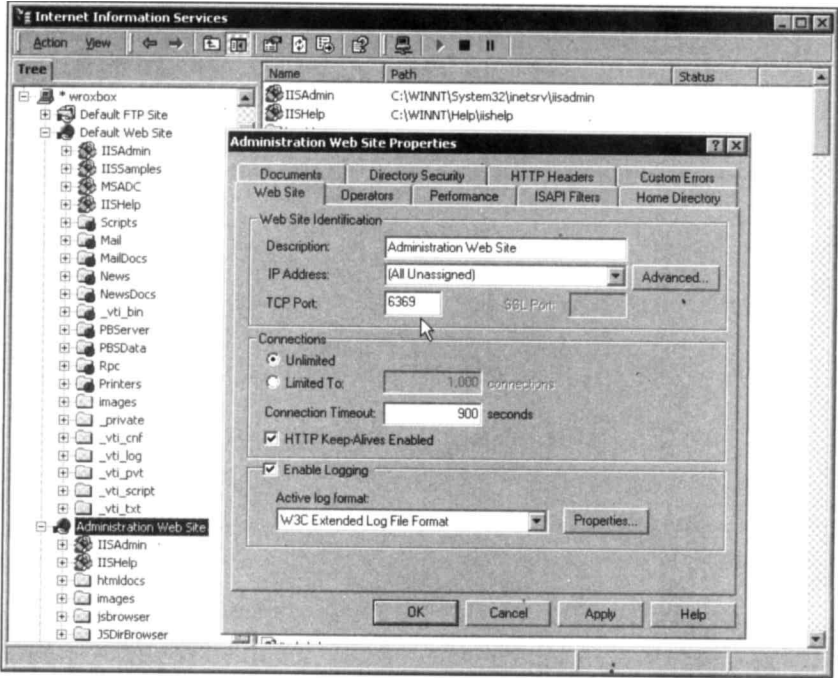 Internet Information Services
Action View
Tree
Name Path Status
* wroxbox
Default FTP Site
Default Web Site
IISAdmin
IISSamples
MSADC
IISHelp
Scripts
Mail
MailDocs
News
NewsDocs
_vti_bin
PBServer
PBSData
Rpc
Printers
images
_private
_vti_cnf
_vti_log
_vti_pvt
_vti_script
_vti_txt
Administration Web Site
IISAdmin
IISHelp
htmldocs
images
jsbrowser
JSDirBrowser
IISAdmin C:\WINNT\System32\inetsrv\iisadmin
IISHelp C:\WINNT\Help\iishelp
Administration Web Site Properties
Documents Directory Security HTTP Headers Custom Errors
Web Site Operators Performance ISAPI Filters Home Directory
Web Site Identification
Description: Administration Web Site
IP Address: (All Unassigned) Advanced...
TCP Port: 6369 SSL Port:
Connections
Unlimited
Limited To: 1,000 connections
Connection Timeout: 900 seconds
HTTP Keep-Alives Enabled
Enable Logging
Active log format:
W3C Extended Log File Format Properties...
OK Cancel Apply Help